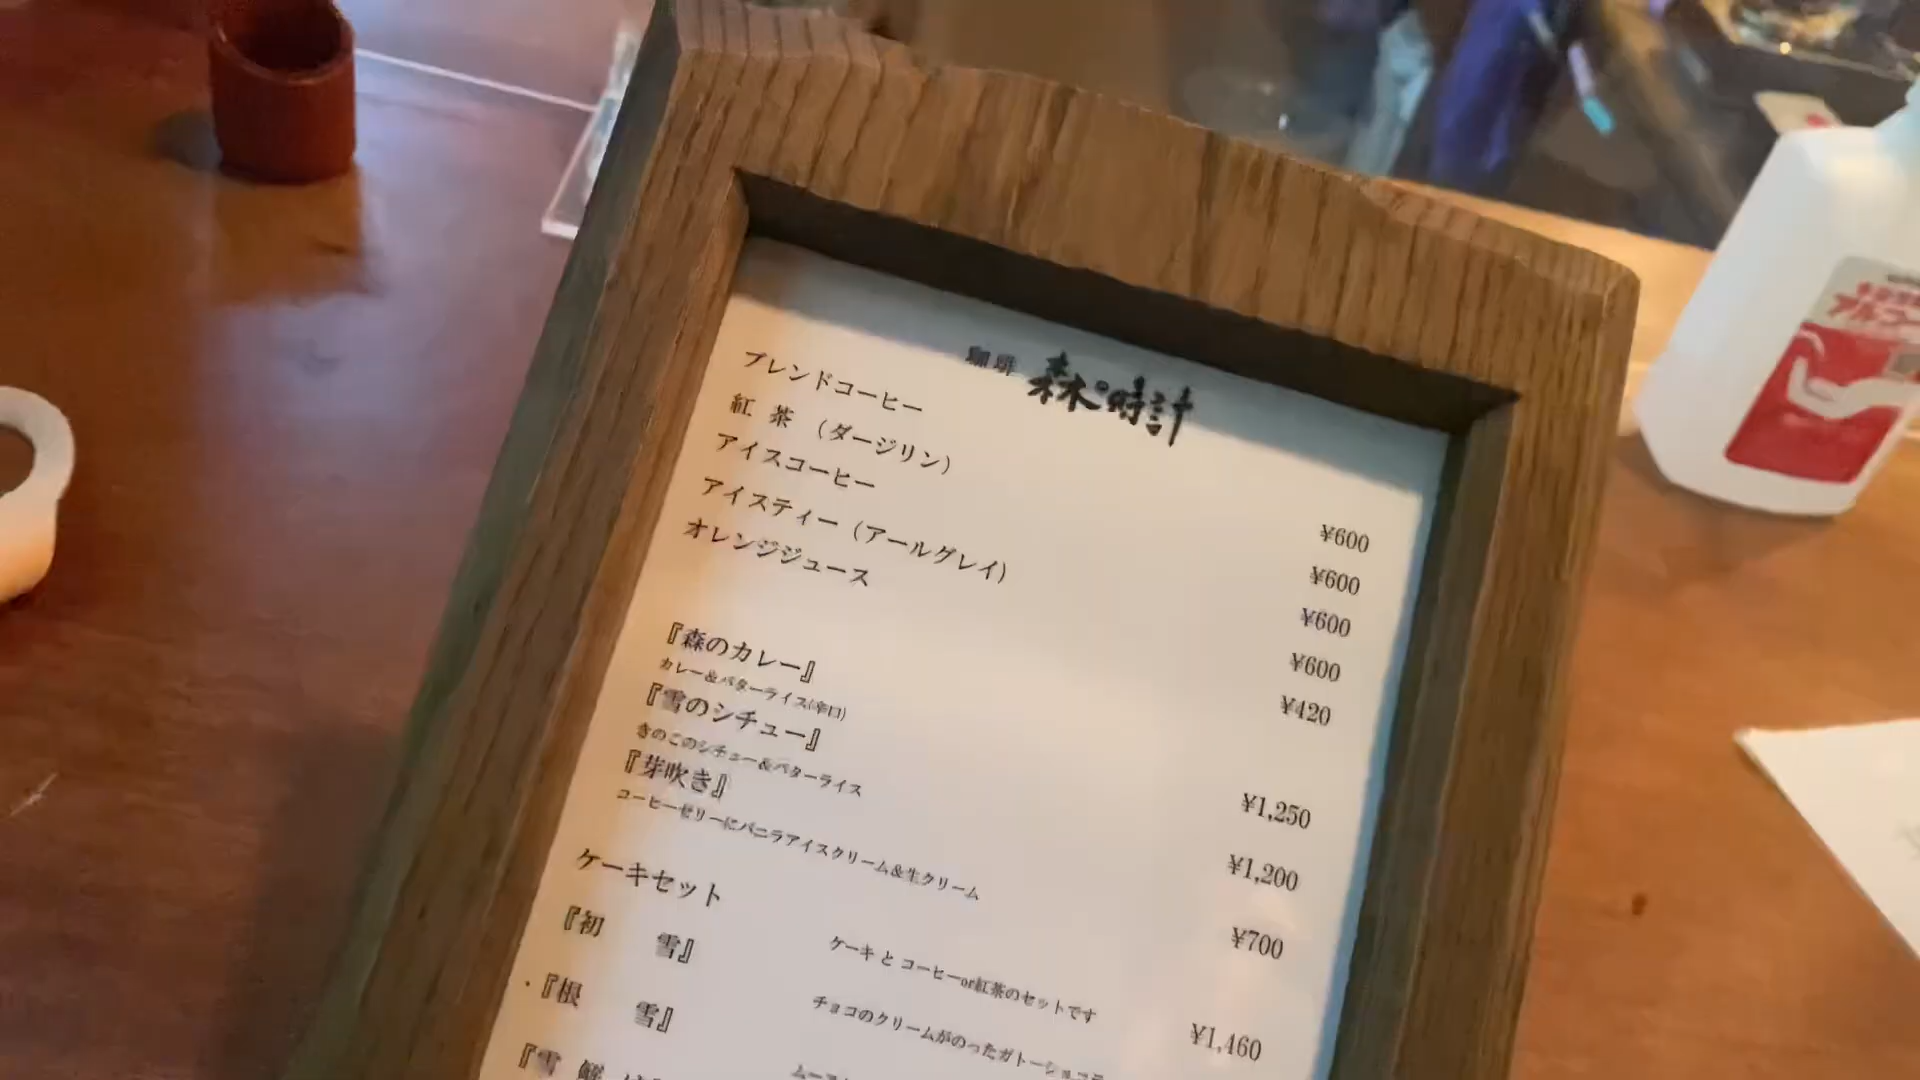 珈琲 森の時計
ブレンドコーヒー ¥600
紅 茶 (ダージリン) ¥600
アイスコーヒー ¥600
アイスティー (アールグレイ) ¥600
オレンジジュース ¥420
『森のカレー』 ¥1,250
カレー&バターライス(辛口)
『雪のシチュー』 ¥1,200
きのこのシチュー&バターライス
『芽吹き』 ¥700
コーヒーゼリーにバニラアイスクリーム&生クリーム
ケーキセット ケーキ と コーヒーor紅茶のセットです ¥1,460
『初 雪』 チョコのクリームがのったガトーショコラ
・『根 雪』